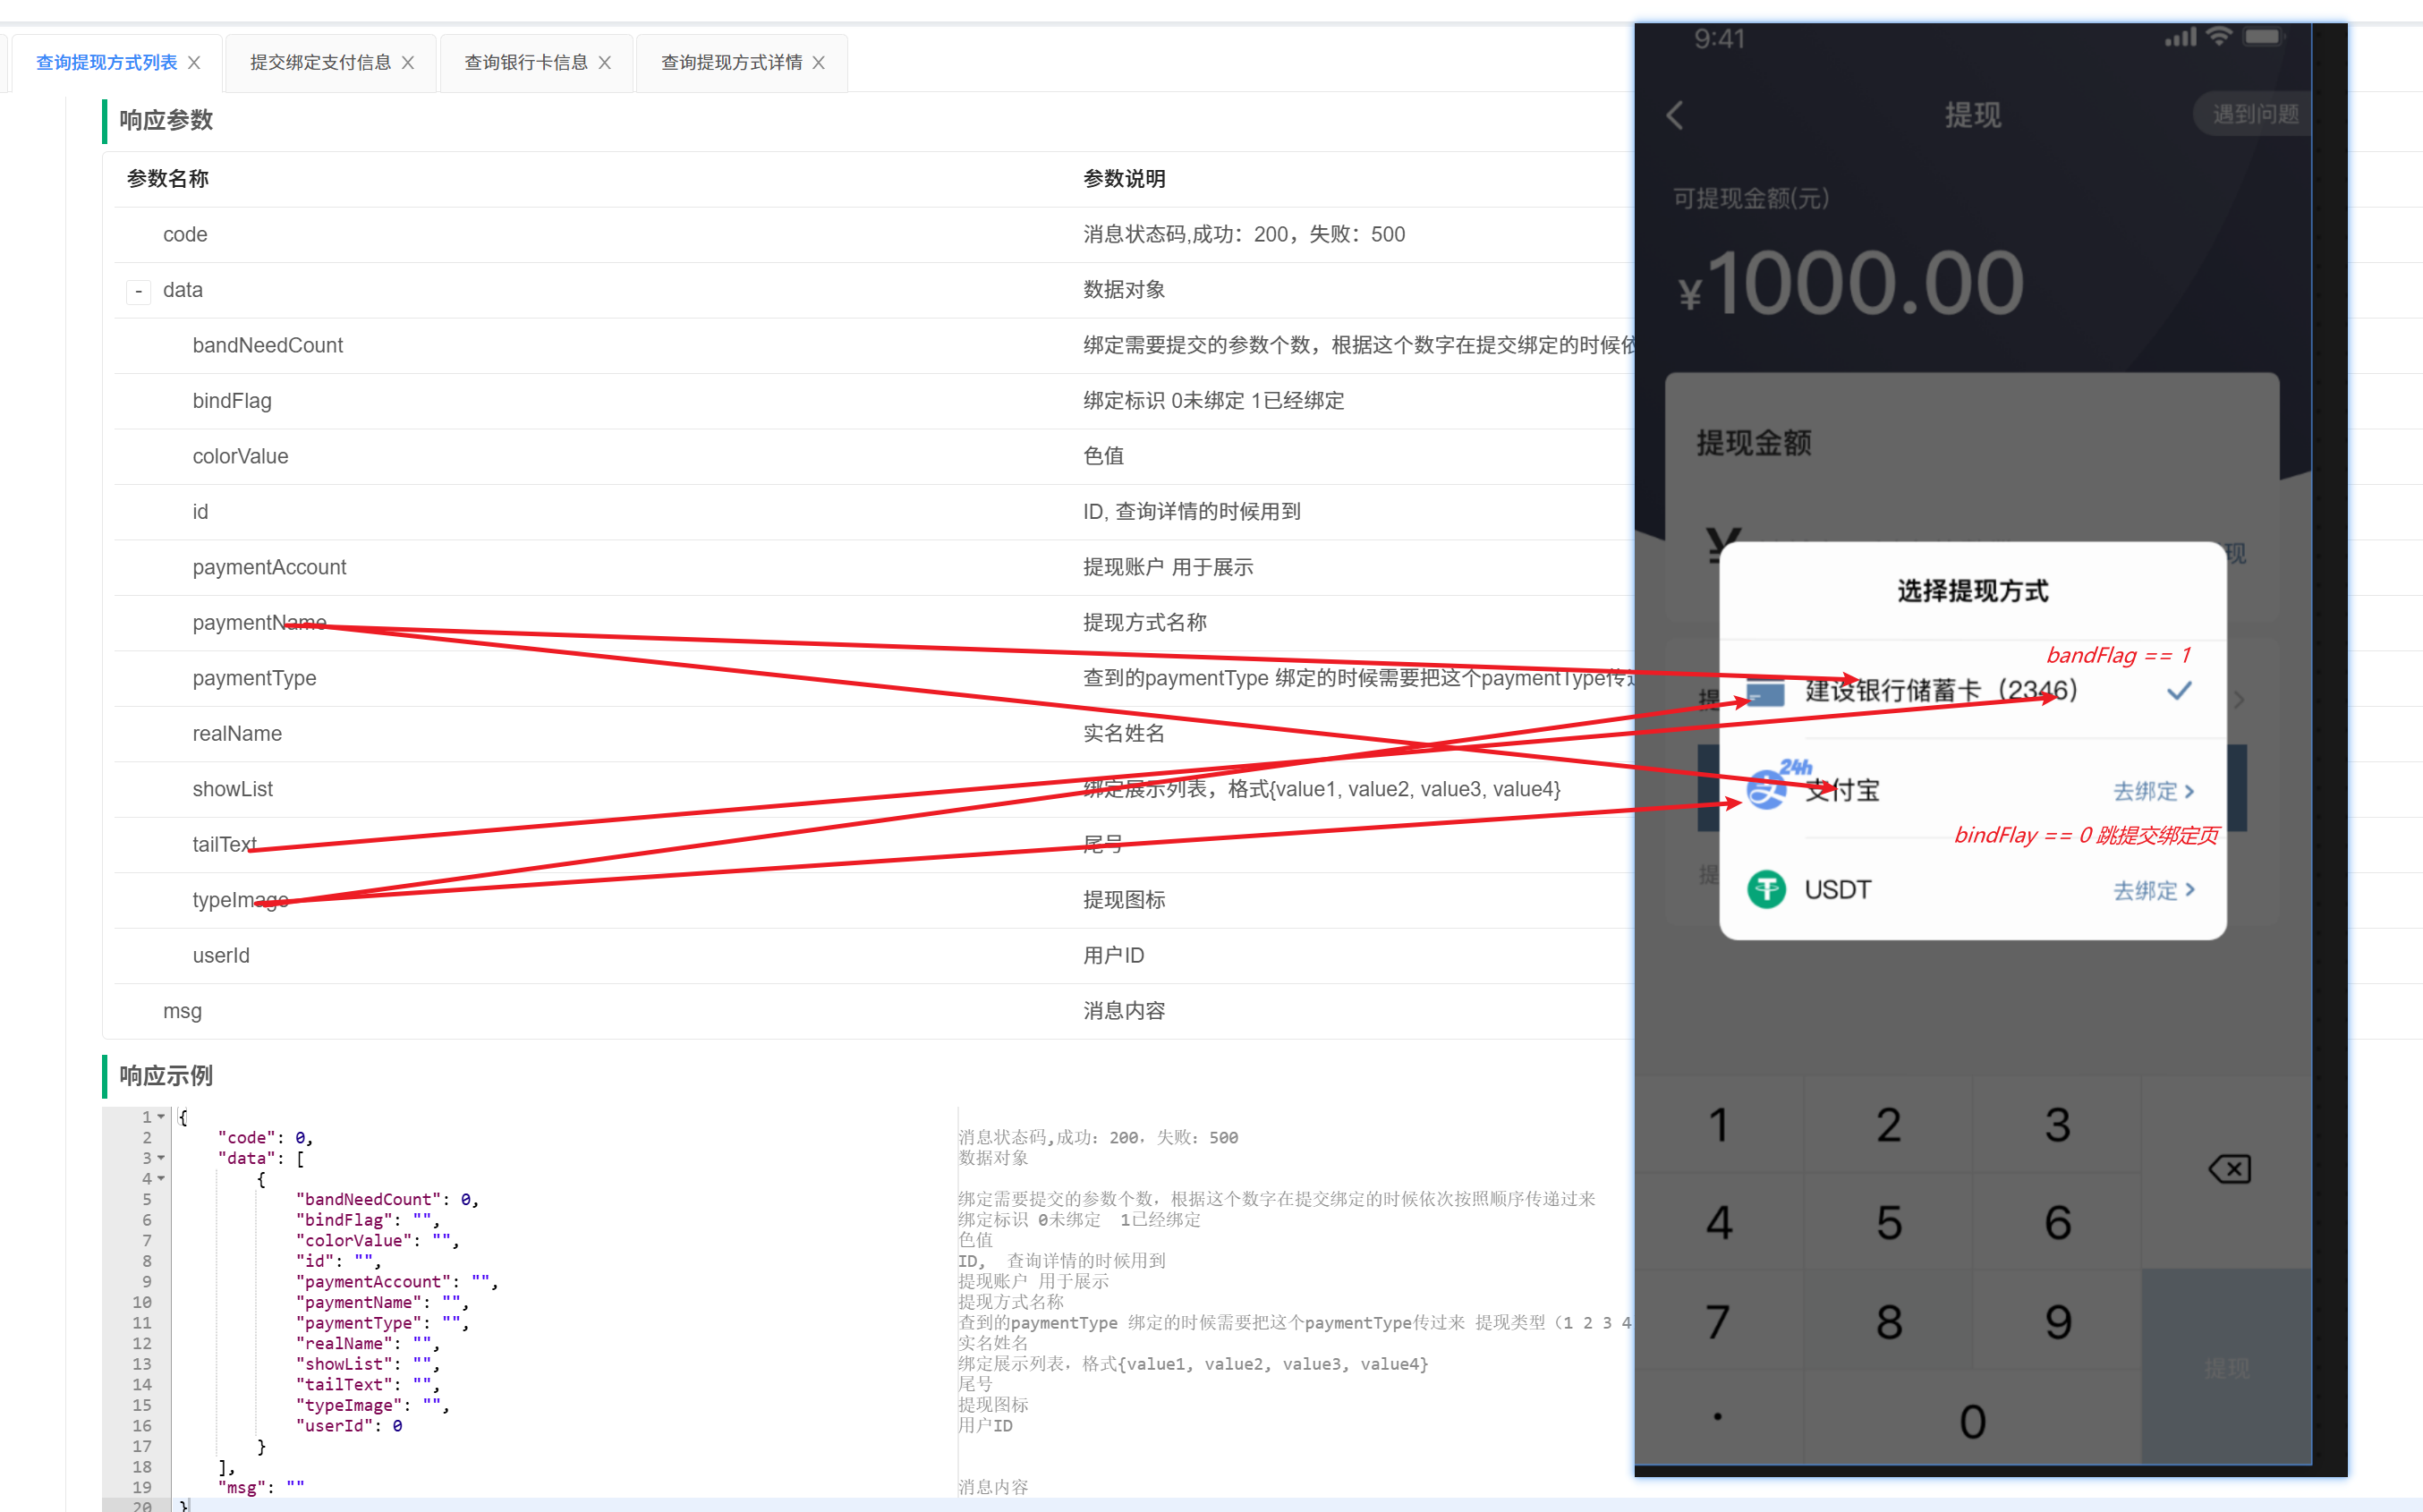 查询提现方式列表 ×
提交绑定支付信息 ×
查询银行卡信息 ×
查询提现方式详情 ×
响应参数
参数名称 参数说明
code 消息状态码,成功：200，失败：500
- data 数据对象
bandNeedCount 绑定需要提交的参数个数，根据这个数字在提交绑定的时候依
bindFlag 绑定标识 0未绑定 1已经绑定
colorValue 色值
id ID, 查询详情的时候用到
paymentAccount 提现账户 用于展示
paymentName 提现方式名称
paymentType 查到的paymentType 绑定的时候需要把这个paymentType传过
realName 实名姓名
showList 绑定展示列表，格式{value1, value2, value3, value4}
tailText 尾号
typeImage 提现图标
userId 用户ID
msg 消息内容
响应示例
1 {
2 "code": 0, 消息状态码,成功：200，失败：500
3 "data": [ 数据对象
4 {
5 "bandNeedCount": 0, 绑定需要提交的参数个数，根据这个数字在提交绑定的时候依次按照顺序传递过来
6 "bindFlag": "", 绑定标识 0未绑定 1已经绑定
7 "colorValue": "", 色值
8 "id": "", ID, 查询详情的时候用到
9 "paymentAccount": "", 提现账户 用于展示
10 "paymentName": "", 提现方式名称
11 "paymentType": "", 查到的paymentType 绑定的时候需要把这个paymentType传过来 提现类型（1 2 3 4
12 "realName": "", 实名姓名
13 "showList": "", 绑定展示列表，格式{value1, value2, value3, value4}
14 "tailText": "", 尾号
15 "typeImage": "", 提现图标
16 "userId": 0 用户ID
17 }
18 ],
19 "msg": "" 消息内容
20 }
9:41
提现
遇到问题
可提现金额(元)
¥1000.00
提现金额
¥
现
选择提现方式
bandFlag == 1
提
建设银行储蓄卡（2346）
24h
支付宝 去绑定
bindFlay == 0 跳提交绑定页
提
USDT 去绑定
1 2 3
4 5 6
7 8 9
提现
. 0